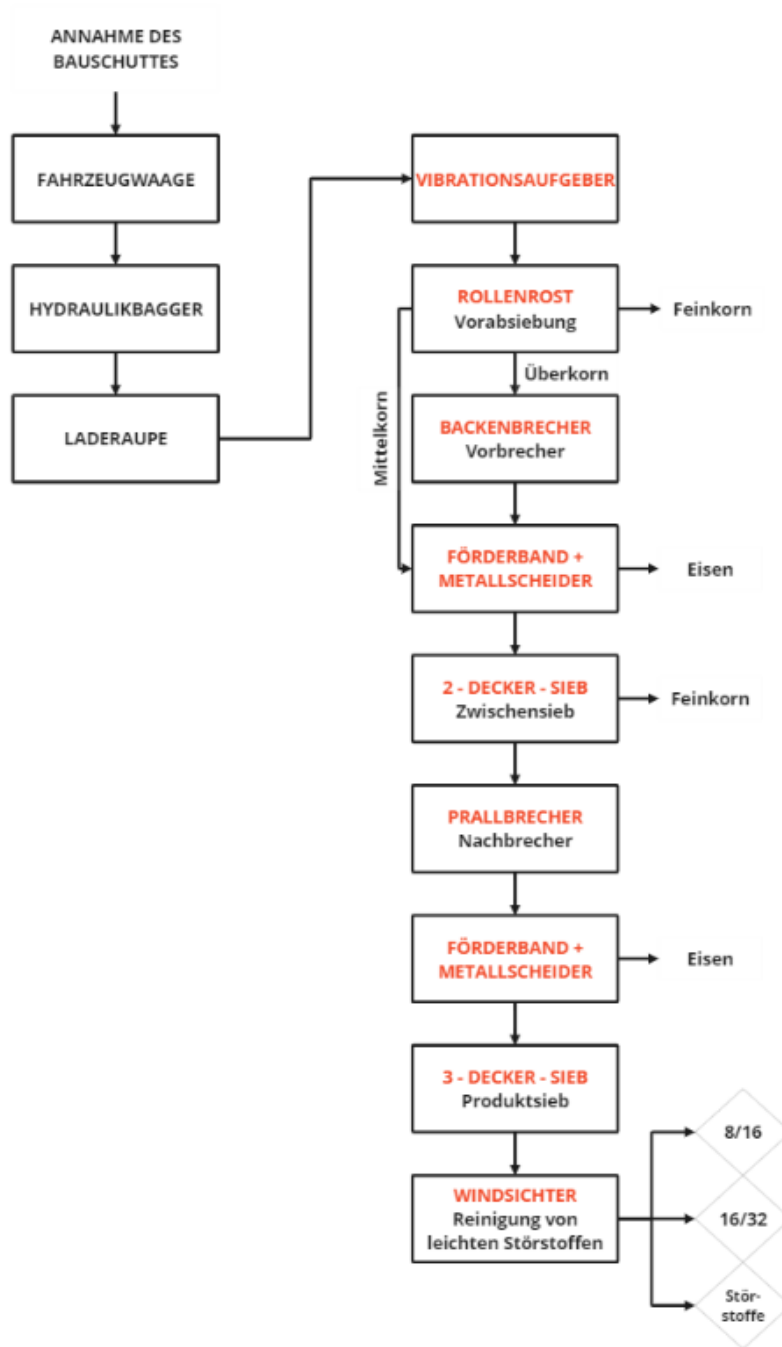 ANNAHME DES
BAUSCHUTTES
FAHRZEUGWAAGE
HYDRAULIKBAGGER
LADERAUPE
VIBRATIONSAUFGEBER
ROLLENROST
Vorabsiebung
Feinkorn
Überkorn
Mittelkorn
BACKENBRECHER
Vorbrecher
FÖRDERBAND +
METALLSCHEIDER
Eisen
2 - DECKER - SIEB
Zwischensieb
Feinkorn
PRALLBRECHER
Nachbrecher
FÖRDERBAND +
METALLSCHEIDER
Eisen
3 - DECKER - SIEB
Produktsieb
8/16
WINDSICHTER
Reinigung von
leichten Störstoffen
16/32
Stör-
stoffe